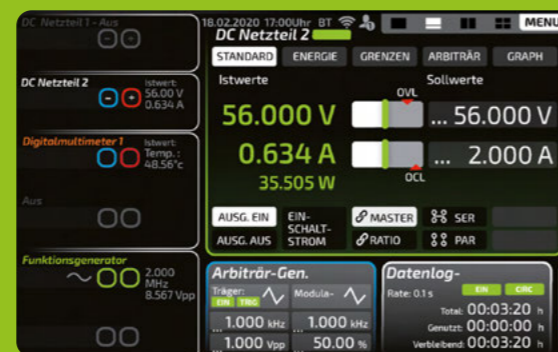 DC Netzteil 1 - Aus
DC Netzteil 2
Istwert:
56.00 V
0.634 A
Digitalmultimeter 1
Istwert:
Temp.:
48.56°c
Aus
Funktionsgenerator
2.000
MHz
8.567 Vpp
18.02.2020 17:00Uhr BT
MENU
DC Netzteil 2
STANDARD ENERGIE GRENZEN ARBITRÄR GRAPH
Istwerte Sollwerte
OVL
56.000 V ... 56.000 V
0.634 A ... 2.000 A
OCL
35.505 W
AUSG. EIN EIN-SCHALT-STROM MASTER SER
AUSG. AUS RATIO PAR
Arbiträr-Gen.
Träger: Modula-
EIN TRIG
... 1.000 kHz ... 1.000 kHz
... 1.000 Vpp ... 50.00 %
Datenlog-
Rate: 0.1 s EIN CIRC
Total: 00:03:20 h
Genutzt: 00:00:00 h
Verbleibend: 00:03:20 h